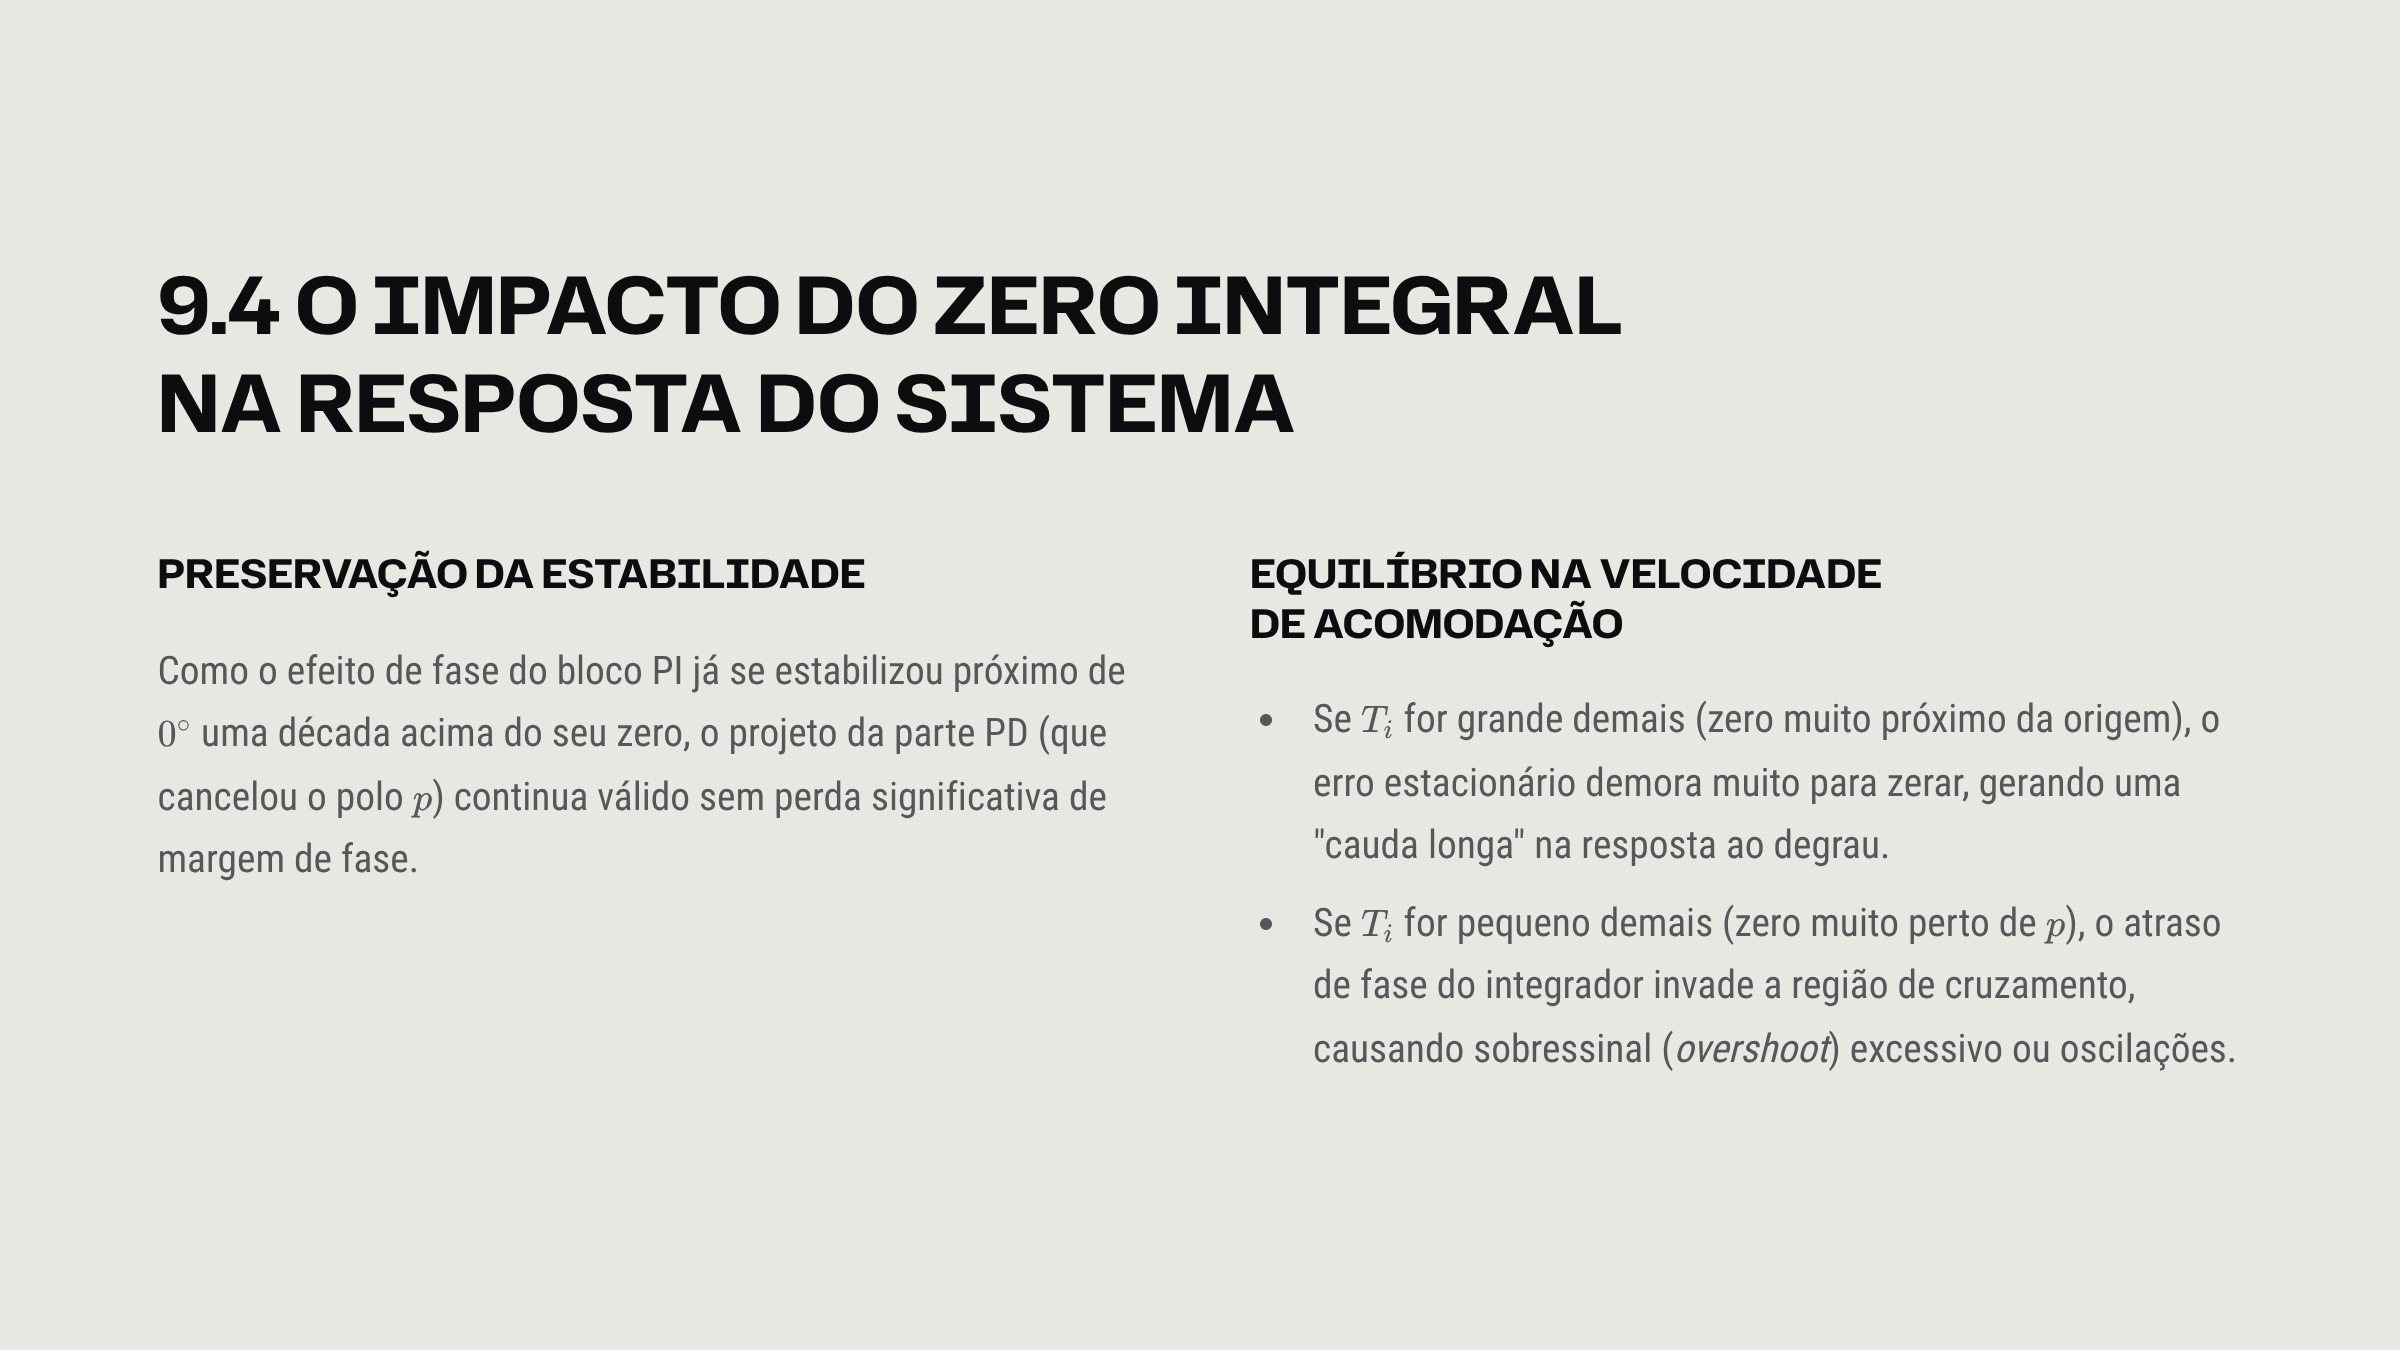 9.4 O IMPACTO DO ZERO INTEGRAL
NA RESPOSTA DO SISTEMA
PRESERVAÇÃO DA ESTABILIDADE
Como o efeito de fase do bloco PI já se estabilizou próximo de
0° uma década acima do seu zero, o projeto da parte PD (que
cancelou o polo p) continua válido sem perda significativa de
margem de fase.
EQUILÍBRIO NA VELOCIDADE
DE ACOMODAÇÃO
• Se Tᵢ for grande demais (zero muito próximo da origem), o
erro estacionário demora muito para zerar, gerando uma
"cauda longa" na resposta ao degrau.
• Se Tᵢ for pequeno demais (zero muito perto de p), o atraso
de fase do integrador invade a região de cruzamento,
causando sobressinal (overshoot) excessivo ou oscilações.